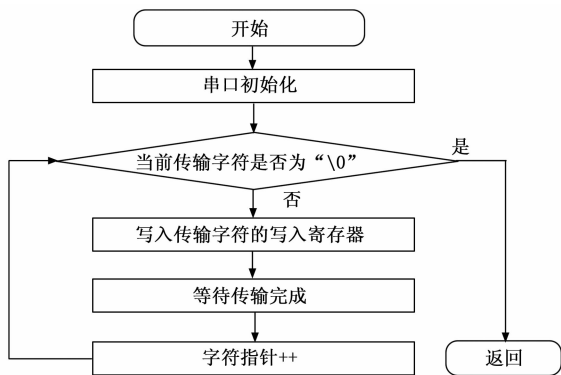 开始
串口初始化
当前传输字符是否为“\0”
是
否
写入传输字符的写入寄存器
等待传输完成
字符指针++
返回